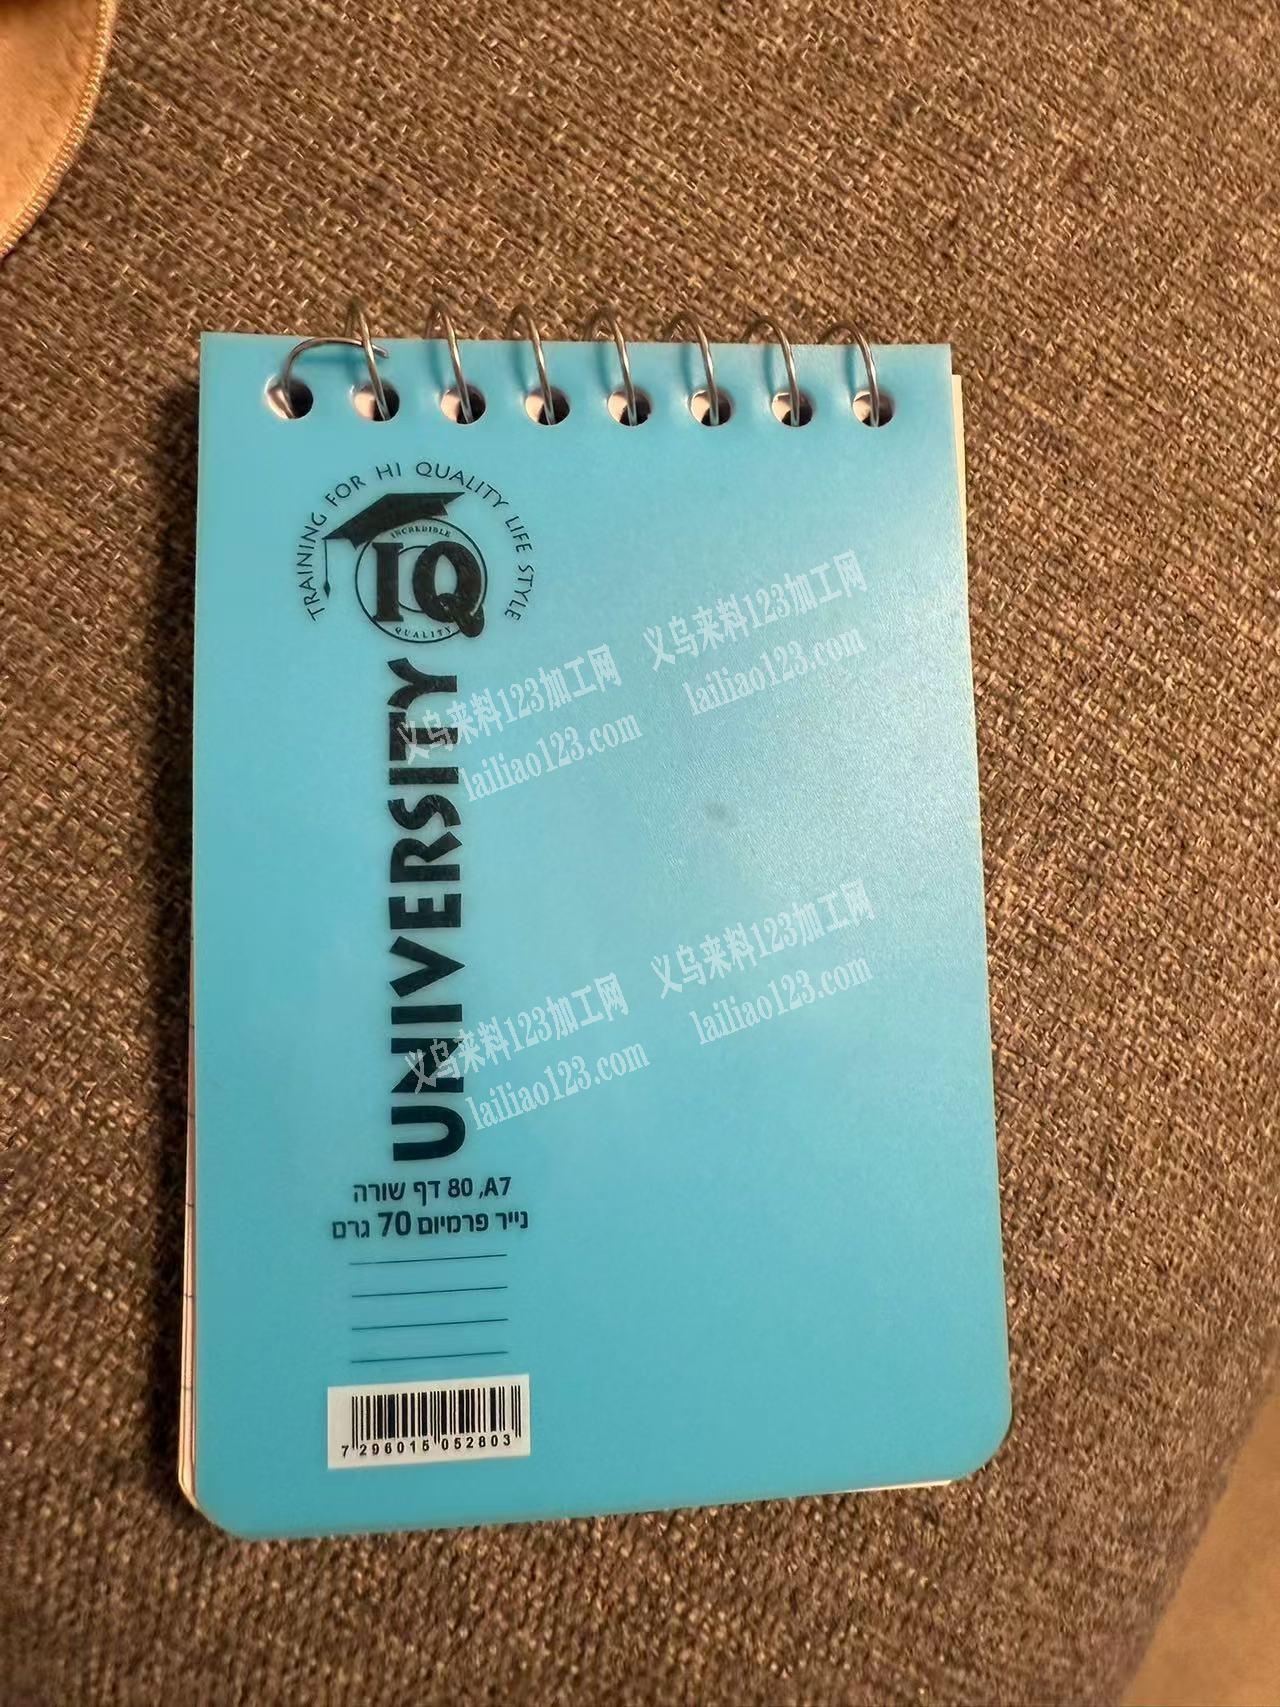 TRAINING FOR HI QUALITY LIFE STYLE
INCREDIBLE
IQ
QUALITY
UNIVERSITY
义乌来料123加工网
lailiao123.com
义乌来料123加工网
lailiao123.com
义乌来料123加工网
lailiao123.com
义乌来料123加工网
lailiao123.com
A7, 80 דף שורה
נייר פרמיום 70 גרם
7 296015 052803